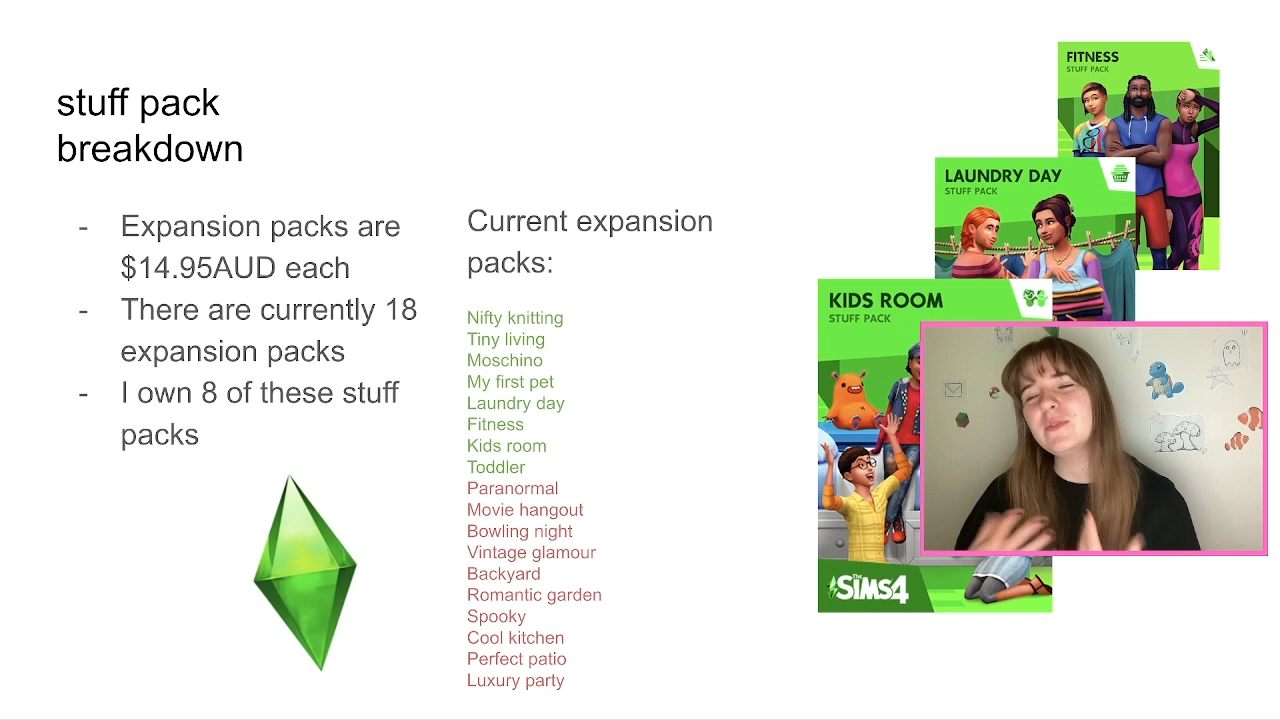 stuff pack
breakdown
- Expansion packs are
$14.95AUD each
- There are currently 18
expansion packs
- I own 8 of these stuff
packs
Current expansion
packs:
Nifty knitting
Tiny living
Moschino
My first pet
Laundry day
Fitness
Kids room
Toddler
Paranormal
Movie hangout
Bowling night
Vintage glamour
Backyard
Romantic garden
Spooky
Cool kitchen
Perfect patio
Luxury party
FITNESS
STUFF PACK
LAUNDRY DAY
STUFF PACK
KIDS ROOM
STUFF PACK
THE
SIMS4